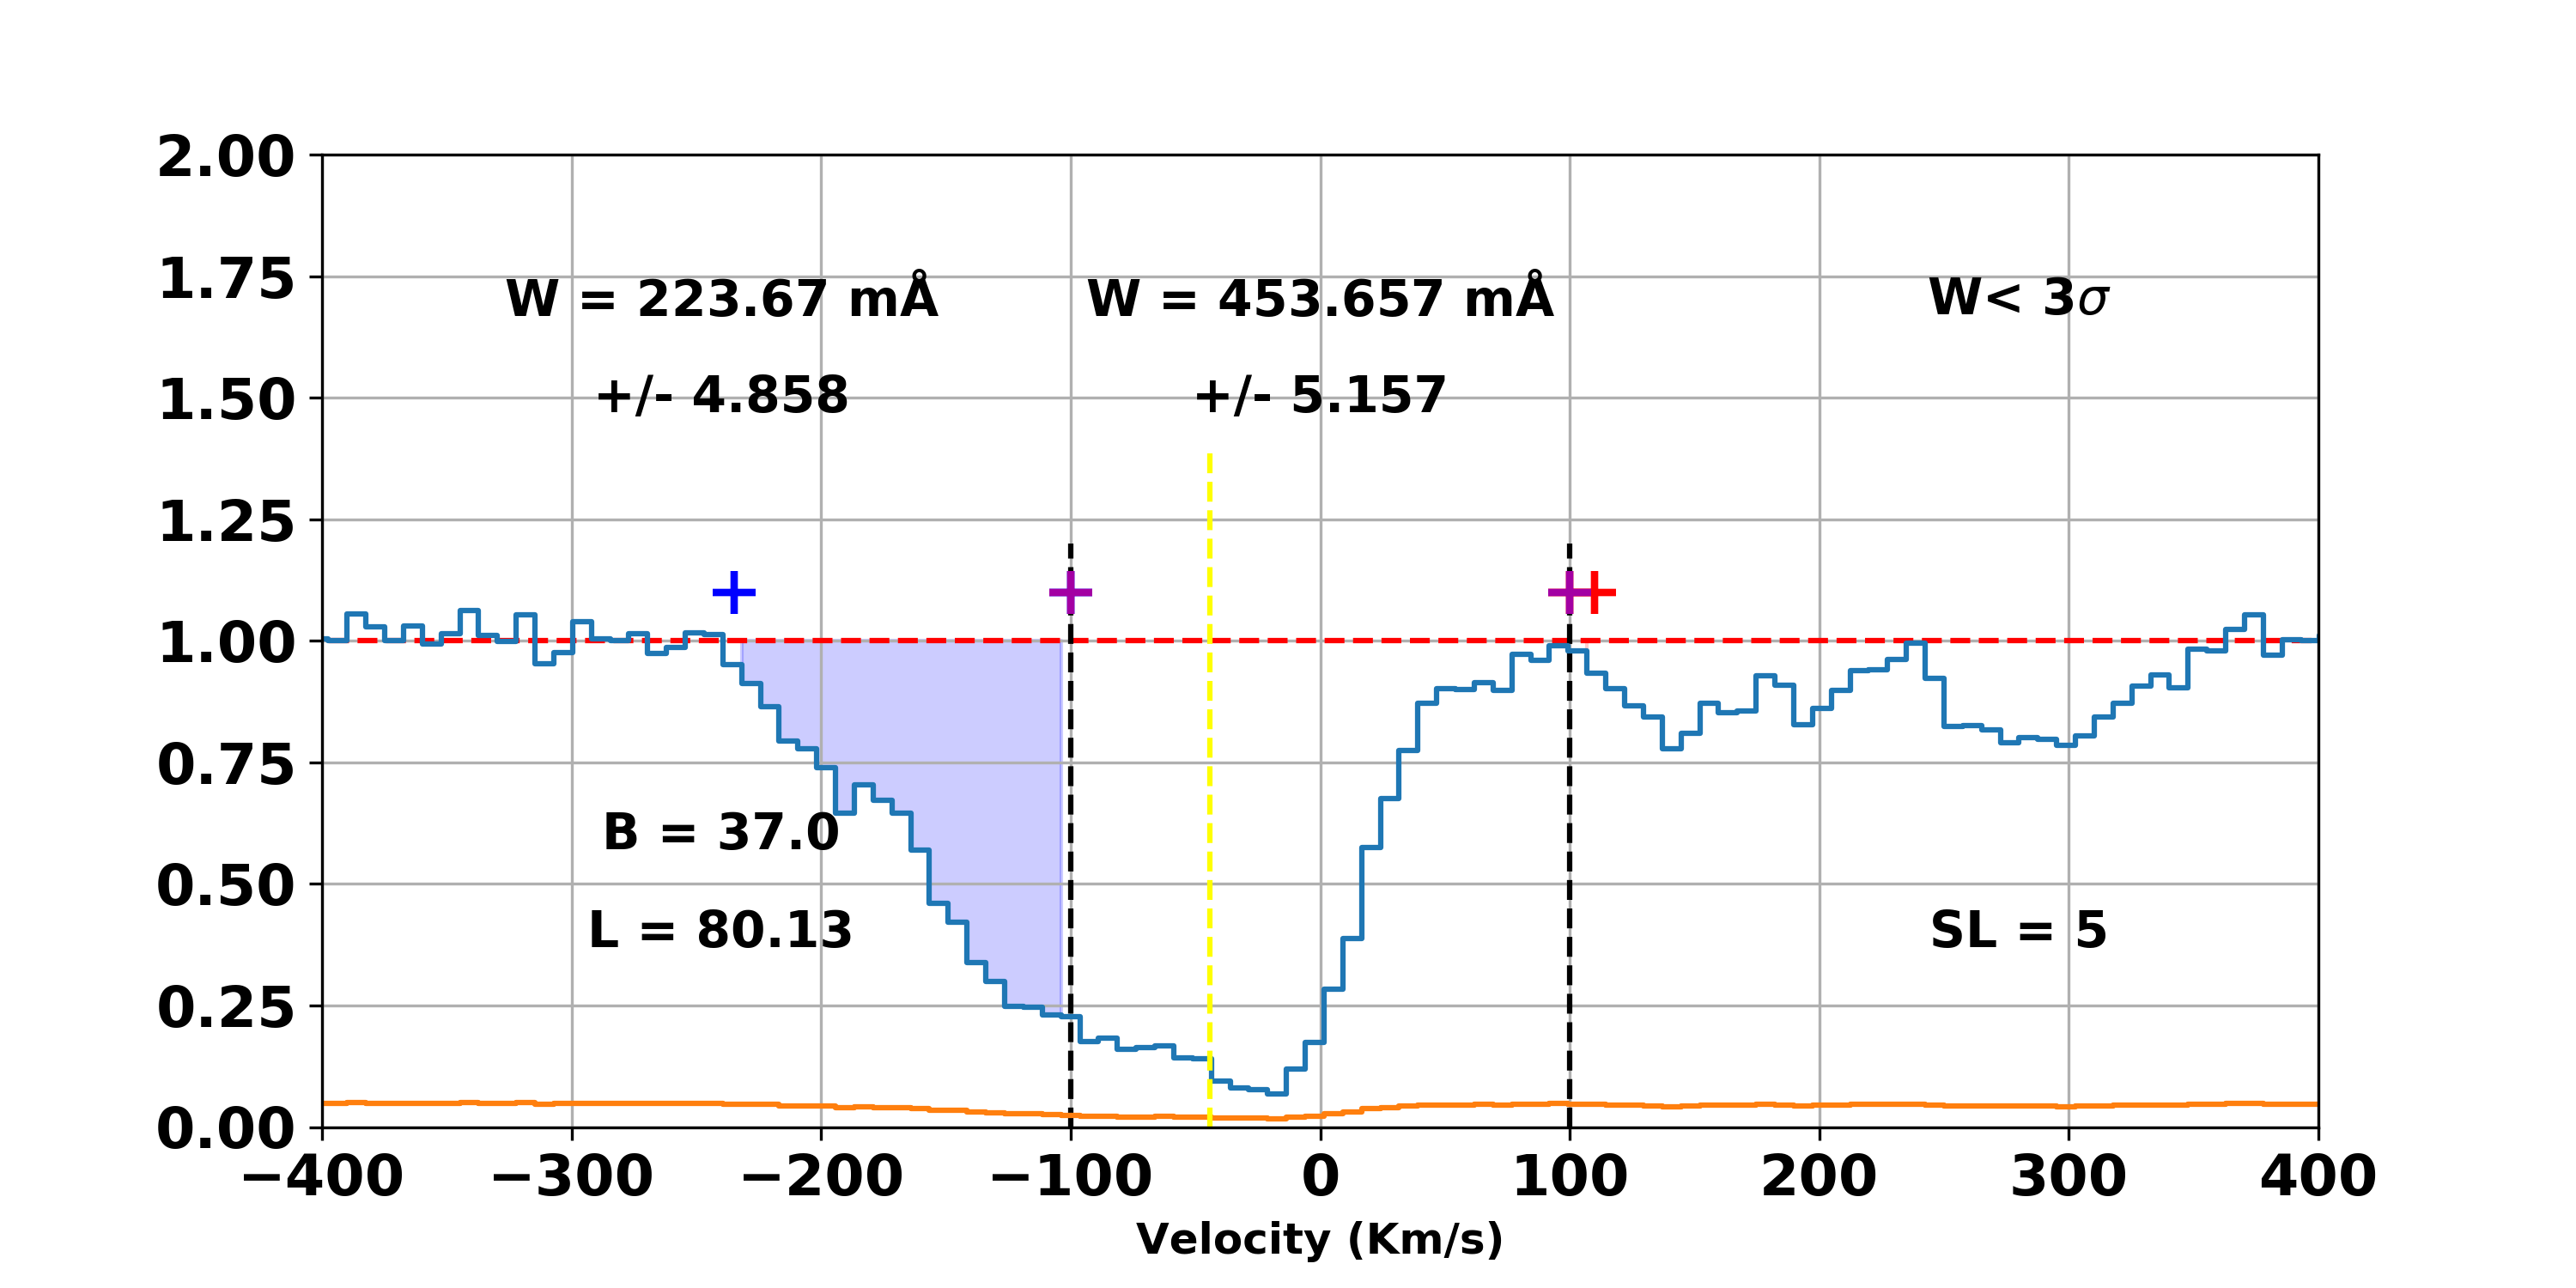 2.00
1.75
1.50
1.25
1.00
0.75
0.50
0.25
0.00
W = 223.67 mÅ
+/- 4.858
W = 453.657 mÅ
+/- 5.157
W< 3σ
B = 37.0
L = 80.13
SL = 5
−400 −300 −200 −100 0 100 200 300 400
Velocity (Km/s)